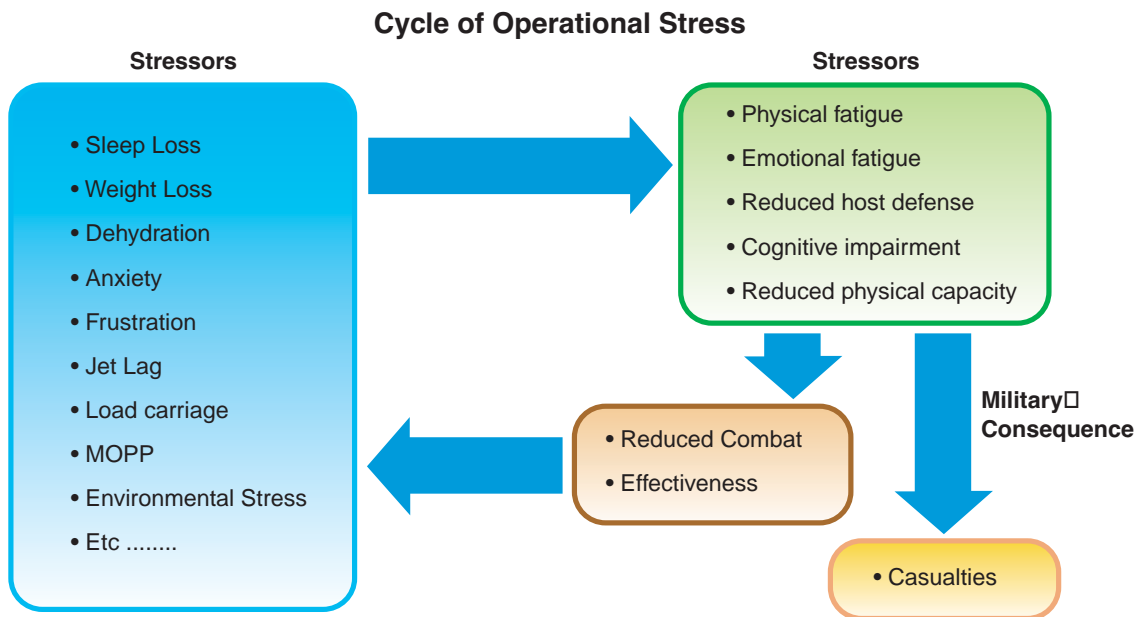 Cycle of Operational Stress
Stressors
• Sleep Loss
• Weight Loss
• Dehydration
• Anxiety
• Frustration
• Jet Lag
• Load carriage
• MOPP
• Environmental Stress
• Etc ........
Stressors
• Physical fatigue
• Emotional fatigue
• Reduced host defense
• Cognitive impairment
• Reduced physical capacity
Military□
Consequence
• Reduced Combat
• Effectiveness
• Casualties